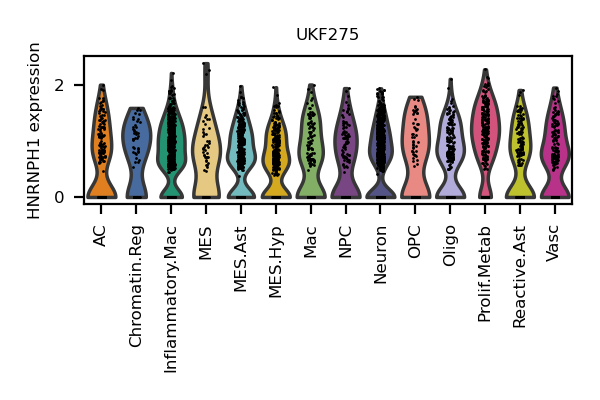 UKF275
HNRNPH1 expression
2
0
AC
Chromatin.Reg
Inflammatory.Mac
MES
MES.Ast
MES.Hyp
Mac
NPC
Neuron
OPC
Oligo
Prolif.Metab
Reactive.Ast
Vasc